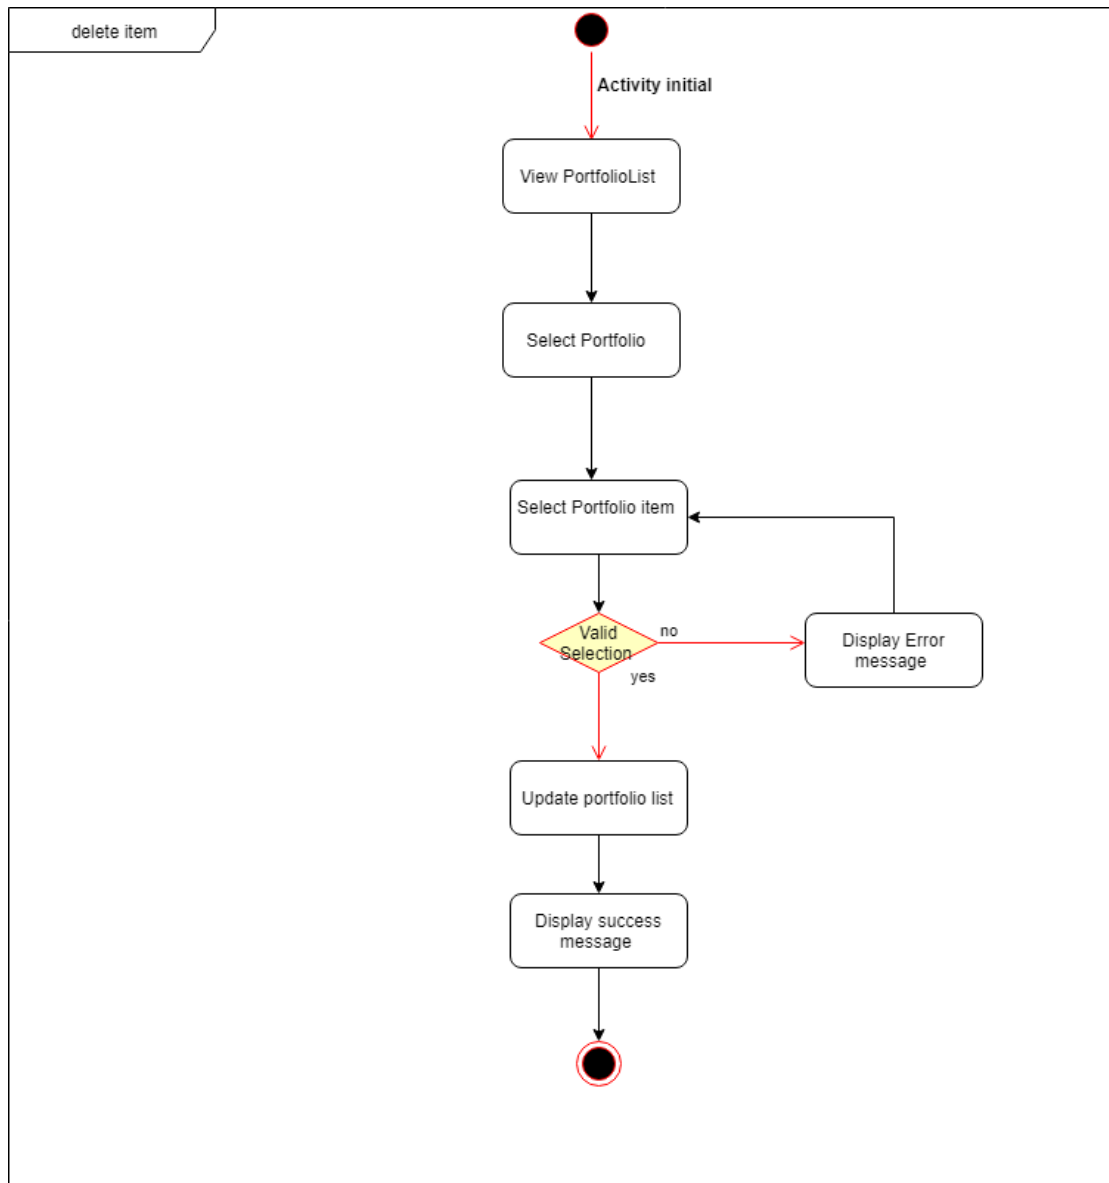 delete item
Activity initial
View PortfolioList
Select Portfolio
Select Portfolio item
Valid
Selection
no
yes
Display Error
message
Update portfolio list
Display success
message